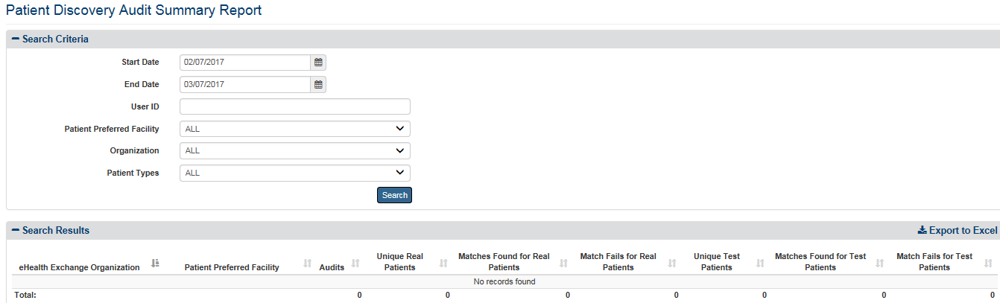 Patient Discovery Audit Summary Report
Search Criteria
Start Date 02/07/2017
End Date 03/07/2017
User ID
Patient Preferred Facility ALL
Organization ALL
Patient Types ALL
Search
Search Results Export to Excel
eHealth Exchange Organization Patient Preferred Facility Audits Unique Real Patients Matches Found for Real Patients Match Fails for Real Patients Unique Test Patients Matches Found for Test Patients Match Fails for Test Patients
No records found
Total: 0 0 0 0 0 0 0